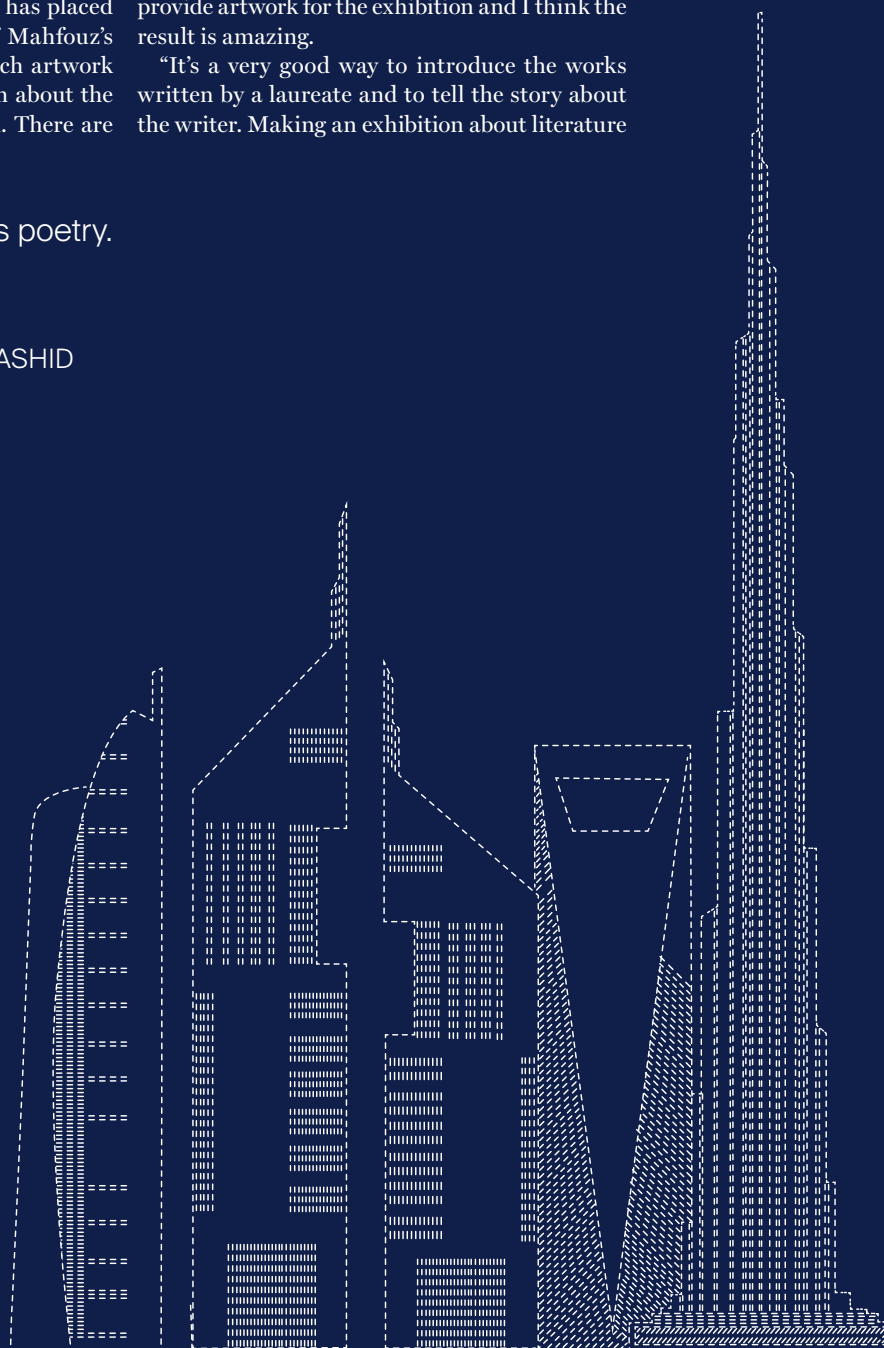 has placed
Mahfouz's
ch artwork
n about the
. There are
provide artwork for the exhibition and I think the
result is amazing.
“It's a very good way to introduce the works
written by a laureate and to tell the story about
the writer. Making an exhibition about literature
s poetry.
ASHID